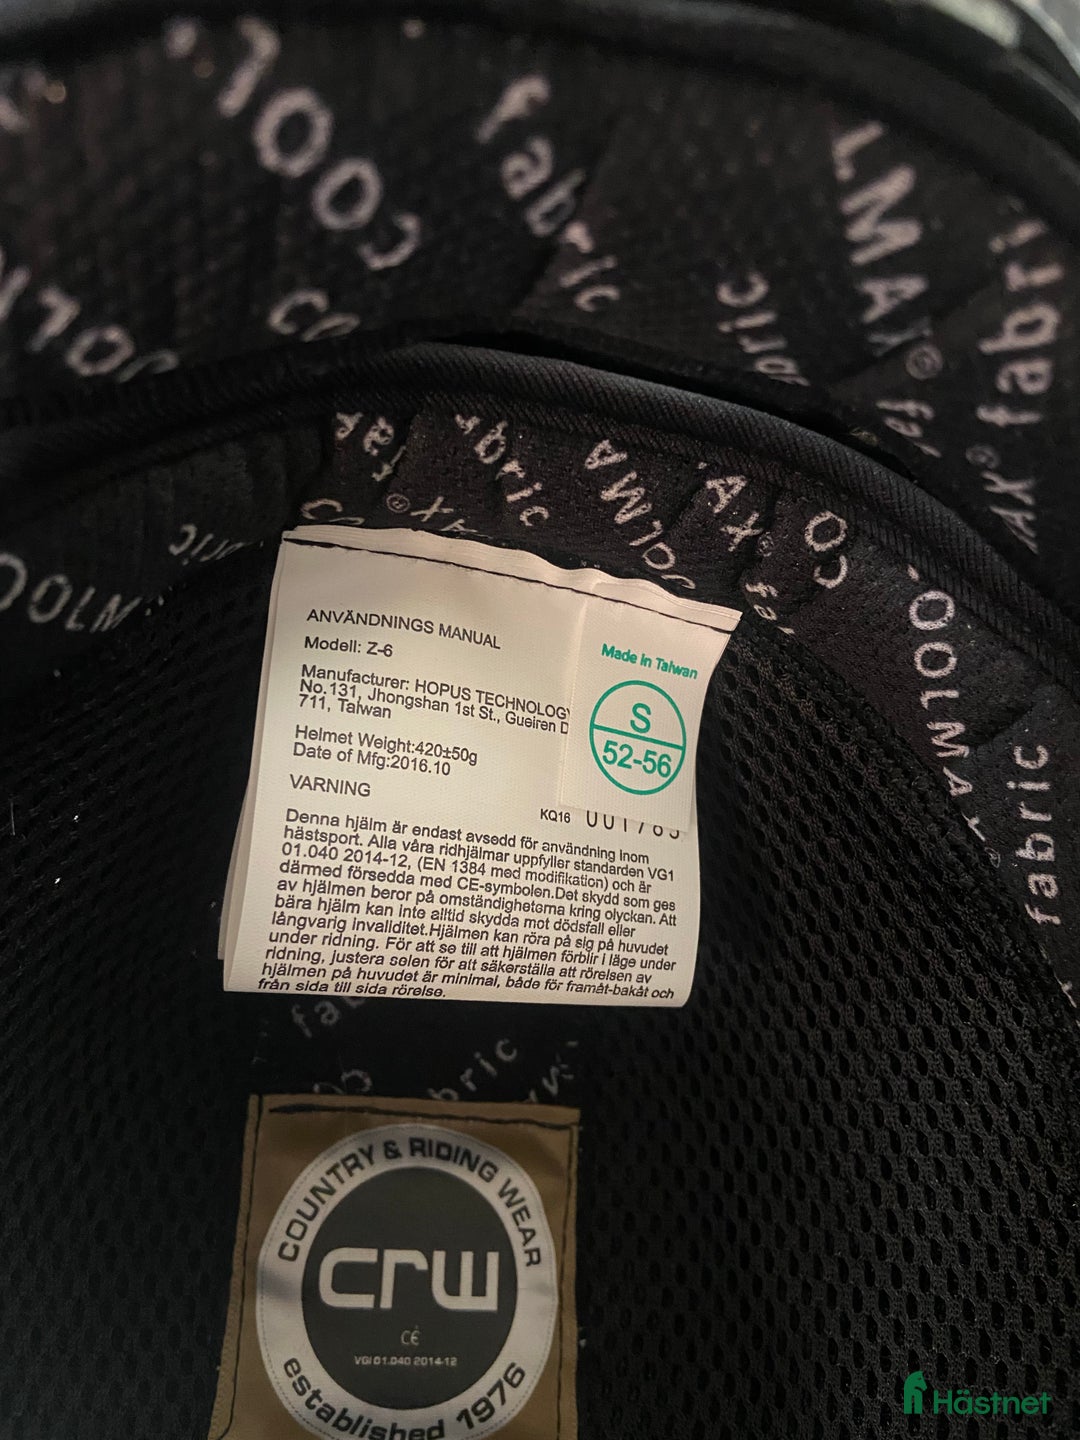 COOLMAX® fabric
ANVÄNDNINGS MANUAL
Modell: Z-6
Manufacturer: HOPUS TECHNOLOGY
No.131, Jhongshan 1st St., Gueiren D
711, Taiwan
Helmet Weight:420±50g
Date of Mfg:2016.10
VARNING
Made in Taiwan
S
52-56
KQ16
Denna hjälm är endast avsedd för användning inom
hästsport. Alla våra ridhjälmar uppfyller standarden VG1
01.040 2014-12, (EN 1384 med modifikation) och är
därmed försedda med CE-symbolen.Det skydd som ges
av hjälmen beror på omständigheterna kring olyckan. Att
bära hjälm kan inte alltid skydda mot dödsfall eller
långvarig invaliditet.Hjälmen kan röra på sig på huvudet
under ridning. För att se till att hjälmen förblir i läge under
ridning, justera selen för att säkerställa att rörelsen av
hjälmen på huvudet är minimal, både för framåt-bakåt och
från sida till sida rörelse.
COUNTRY & RIDING WEAR
crw
CE
VG1 01.040 2014-12
established 1976
Hästnet